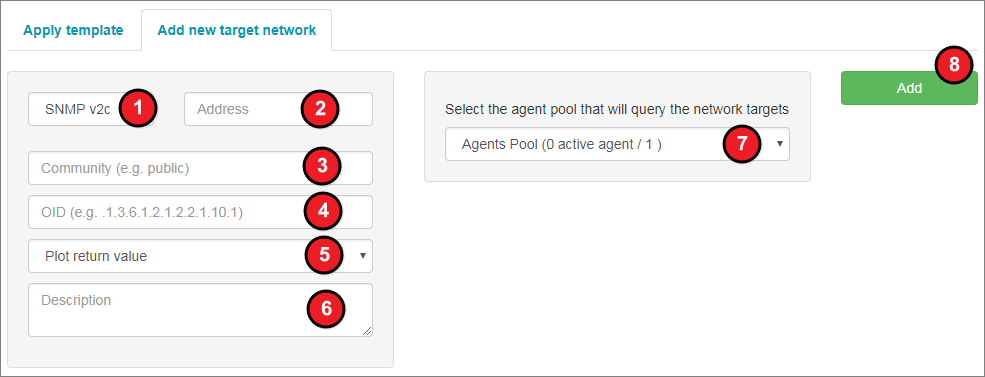 Apply template
Add new target network
SNMP v2c 1
Address 2
Community (e.g. public) 3
OID (e.g. .1.3.6.1.2.1.2.2.1.10.1) 4
Plot return value 5
Description 6
Select the agent pool that will query the network targets
Agents Pool (0 active agent / 1 ) 7
8
Add